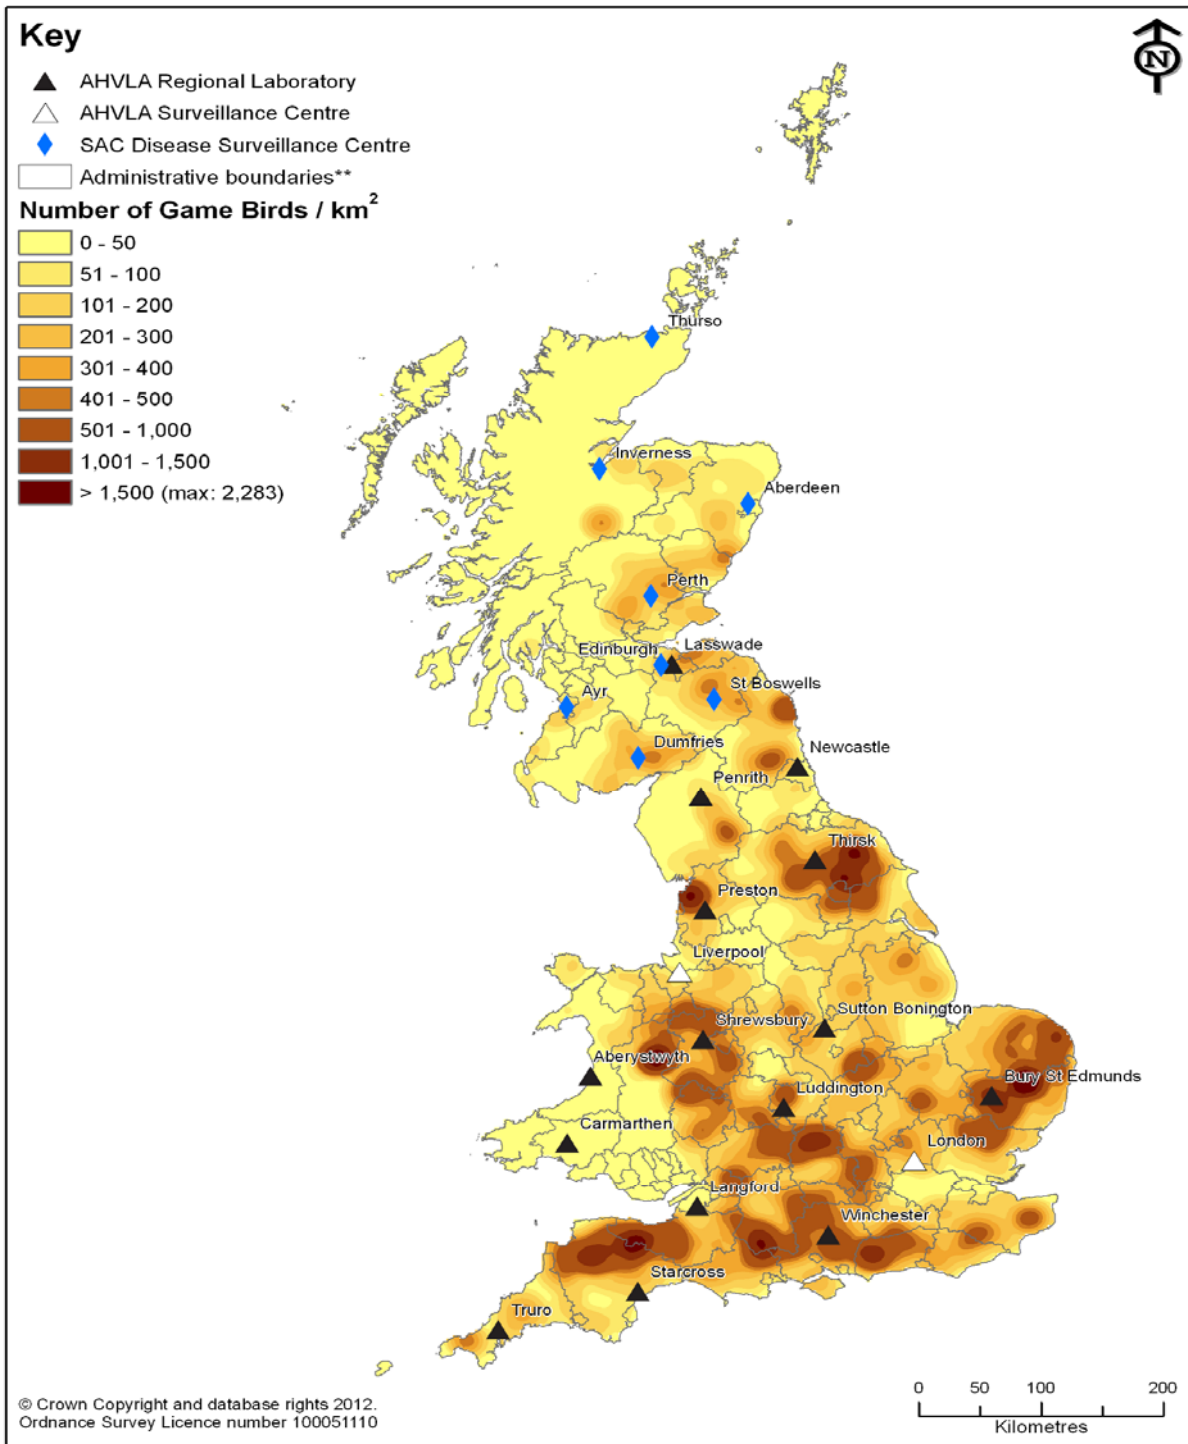 Key
N
AHVLA Regional Laboratory
AHVLA Surveillance Centre
SAC Disease Surveillance Centre
Administrative boundaries**
Number of Game Birds / km²
0 - 50
51 - 100
101 - 200
201 - 300
301 - 400
401 - 500
501 - 1,000
1,001 - 1,500
> 1,500 (max: 2,283)
Thurso
Inverness
Aberdeen
Perth
Edinburgh
Lasswade
St Boswells
Ayr
Dumfries
Newcastle
Penrith
Thirsk
Preston
Liverpool
Sutton Bonington
Shrewsbury
Aberystwyth
Bury St Edmunds
Luddington
Carmarthen
London
Langford
Winchester
Starcross
Truro
© Crown Copyright and database rights 2012.
Ordnance Survey Licence number 100051110
0 50 100 200
Kilometres